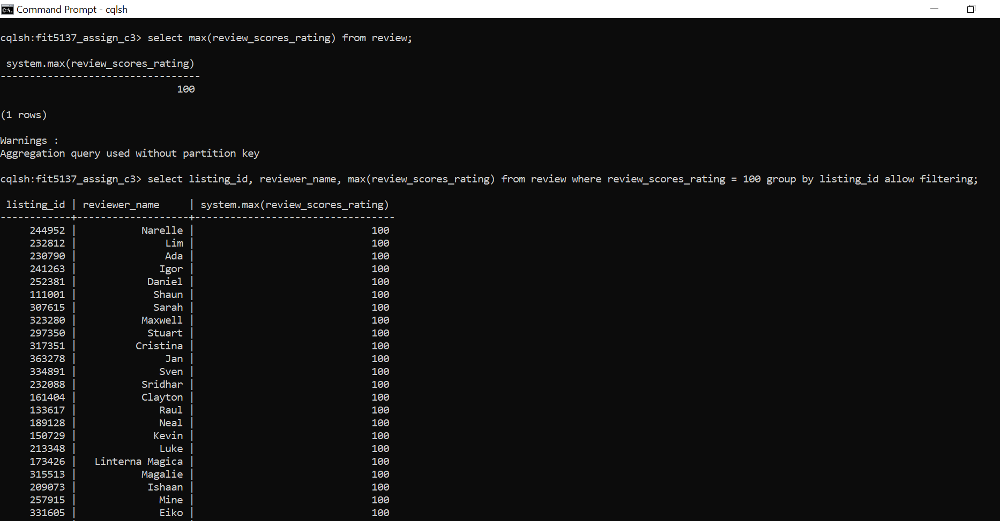 Command Prompt - cqlsh
cqlsh:fit5137_assign_c3> select max(review_scores_rating) from review;
system.max(review_scores_rating)
----------------------------------
100
(1 rows)
Warnings :
Aggregation query used without partition key
cqlsh:fit5137_assign_c3> select listing_id, reviewer_name, max(review_scores_rating) from review where review_scores_rating = 100 group by listing_id allow filtering;
listing_id | reviewer_name | system.max(review_scores_rating)
------------+-------------------+----------------------------------
244952 | Narelle | 100
232812 | Lim | 100
230790 | Ada | 100
241263 | Igor | 100
252381 | Daniel | 100
111001 | Shaun | 100
307615 | Sarah | 100
323280 | Maxwell | 100
297350 | Stuart | 100
317351 | Cristina | 100
363278 | Jan | 100
334891 | Sven | 100
232088 | Sridhar | 100
161404 | Clayton | 100
133617 | Raul | 100
189128 | Neal | 100
150729 | Kevin | 100
213348 | Luke | 100
173426 | Linterna Magica | 100
315513 | Magalie | 100
209073 | Ishaan | 100
257915 | Mine | 100
331605 | Eiko | 100